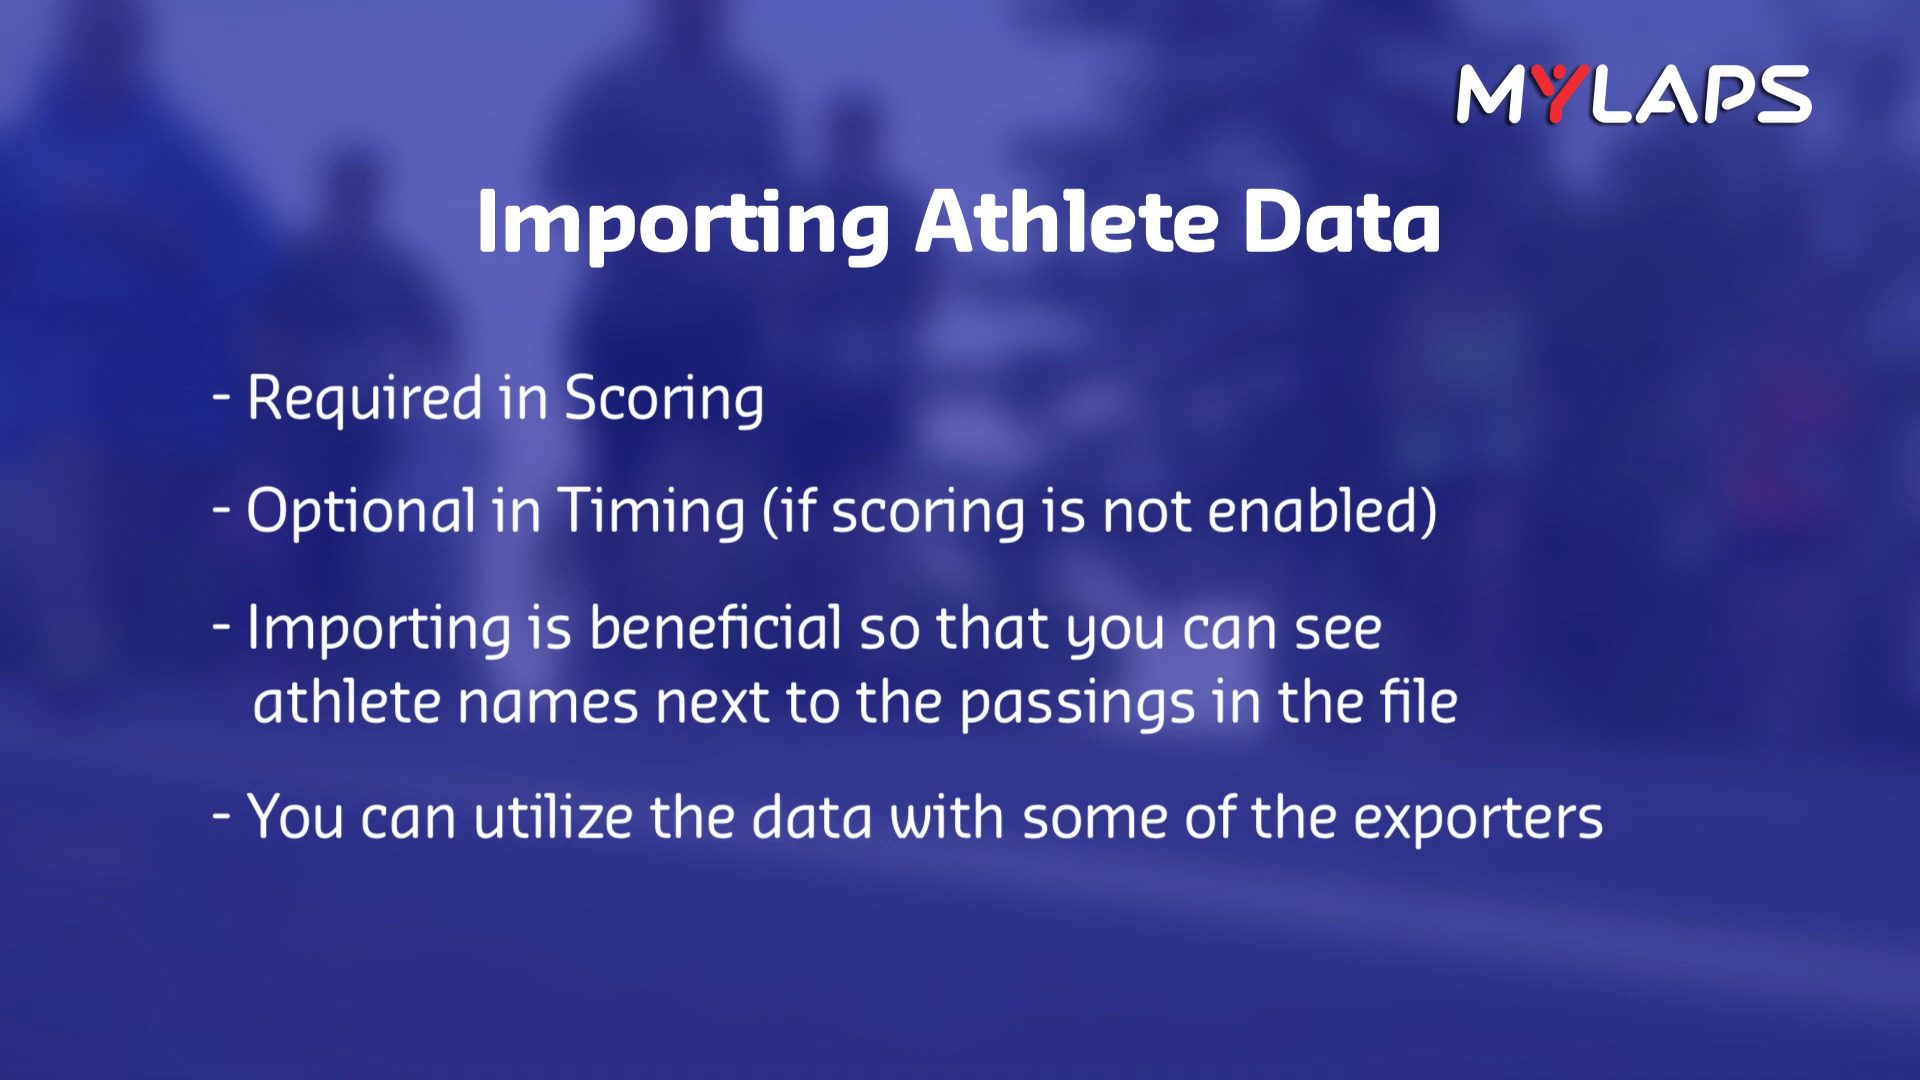 MYLAPS
Importing Athlete Data
- Required in Scoring
- Optional in Timing (if scoring is not enabled)
- Importing is beneficial so that you can see
athlete names next to the passings in the file
- You can utilize the data with some of the exporters